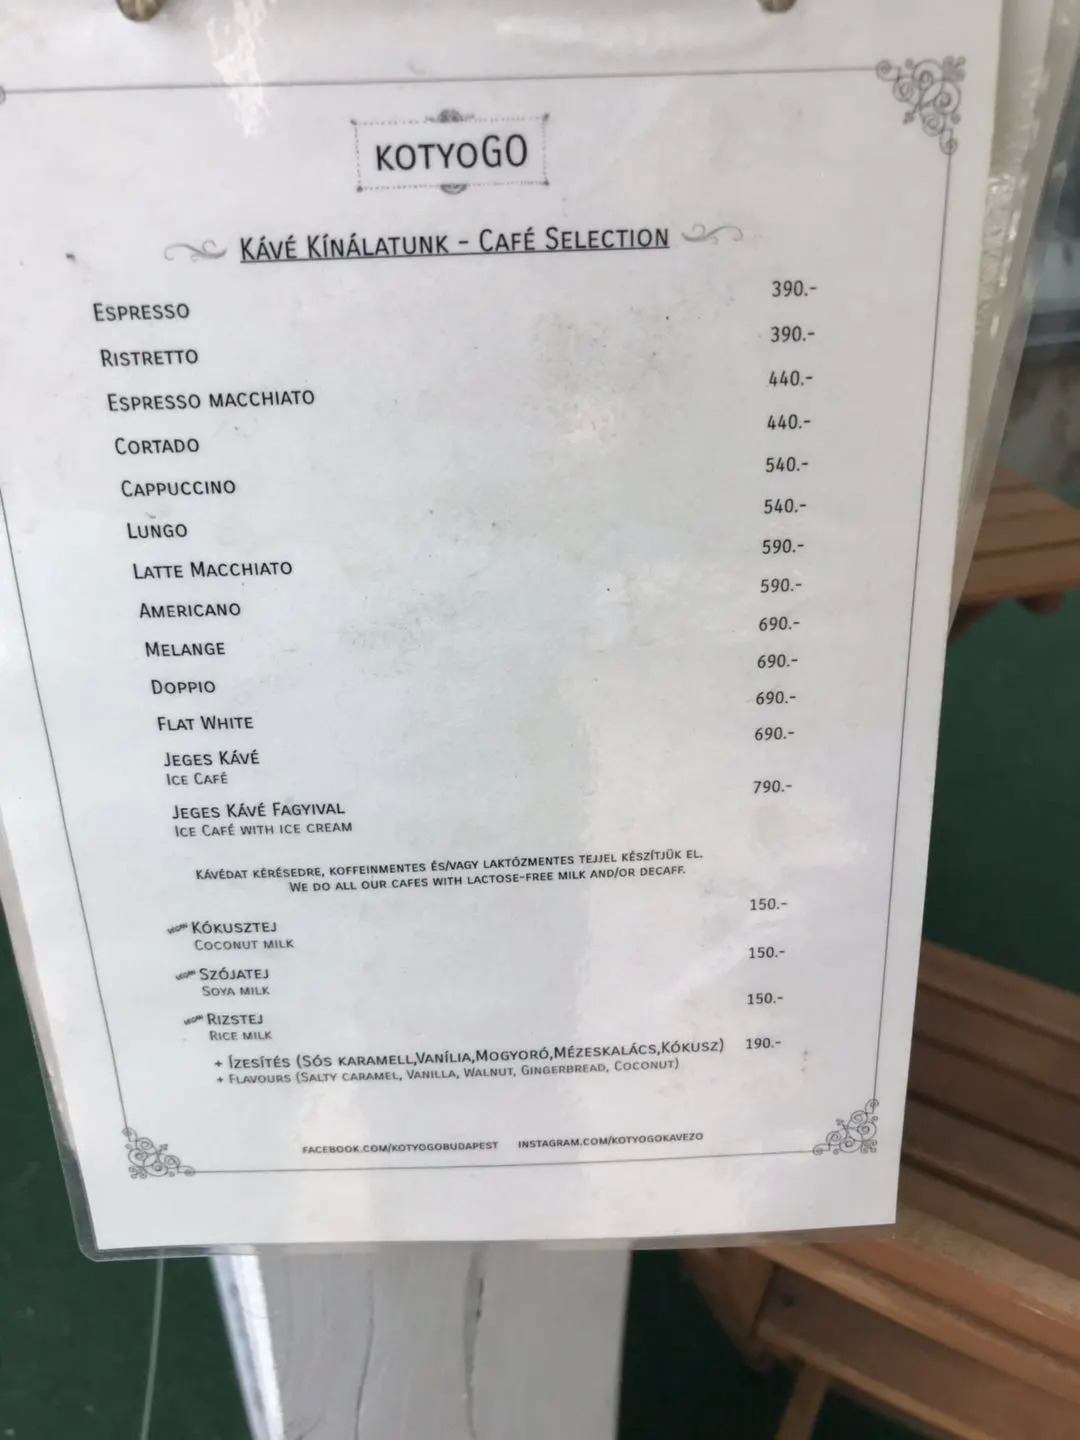 KOTYOGO
KÁVÉ KÍNÁLATUNK - CAFÉ SELECTION
ESPRESSO 390.-
RISTRETTO 390.-
ESPRESSO MACCHIATO 440.-
CORTADO 440.-
CAPPUCCINO 540.-
LUNGO 540.-
LATTE MACCHIATO 590.-
AMERICANO 590.-
MELANGE 690.-
DOPPIO 690.-
FLAT WHITE 690.-
JEGES KÁVÉ 690.-
ICE CAFÉ
JEGES KÁVÉ FAGYIVAL 790.-
ICE CAFÉ WITH ICE CREAM
KÁVÉDAT KÉRÉSEDRE, KOFFEINMENTES ÉS/VAGY LAKTÓZMENTES TEJJEL KÉSZÍTJÜK EL.
WE DO ALL OUR CAFES WITH LACTOSE-FREE MILK AND/OR DECAFF.
VEGAN KÓKUSZTEJ 150.-
COCONUT MILK
VEGAN SZÓJATEJ 150.-
SOYA MILK
VEGAN RIZSTEJ 150.-
RICE MILK
+ ÍZESÍTÉS (SÓS KARAMELL,VANÍLIA,MOGYORÓ,MÉZESKALÁCS,KÓKUSZ) 190.-
+ FLAVOURS (SALTY CARAMEL, VANILLA, WALNUT, GINGERBREAD, COCONUT)
FACEBOOK.COM/KOTYOGOBUDAPEST INSTAGRAM.COM/KOTYOGOKAVEZO